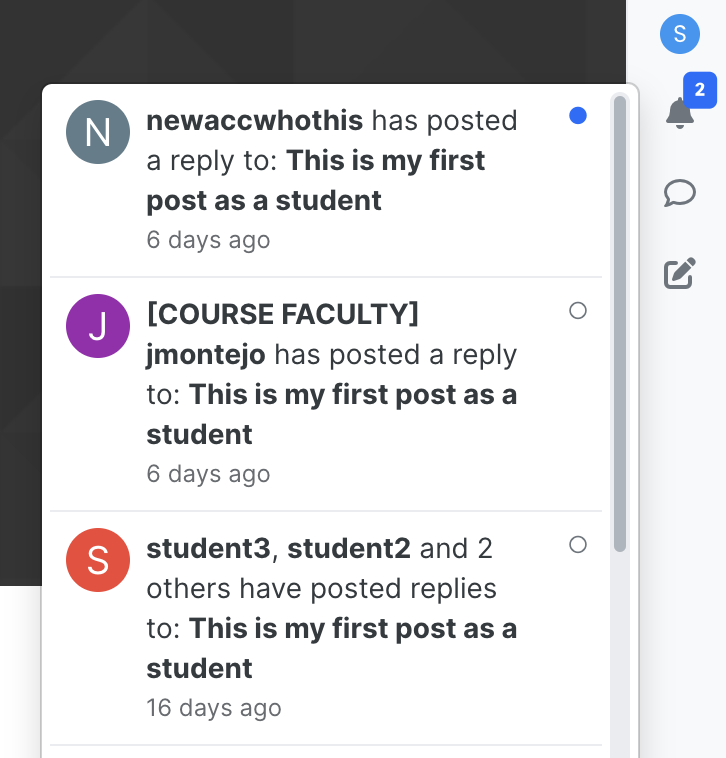 S
2
N
newaccwhothis has posted
a reply to: This is my first
post as a student
6 days ago
J
[COURSE FACULTY]
jmontejo has posted a reply
to: This is my first post as a
student
6 days ago
S
student3, student2 and 2
others have posted replies
to: This is my first post as a
student
16 days ago